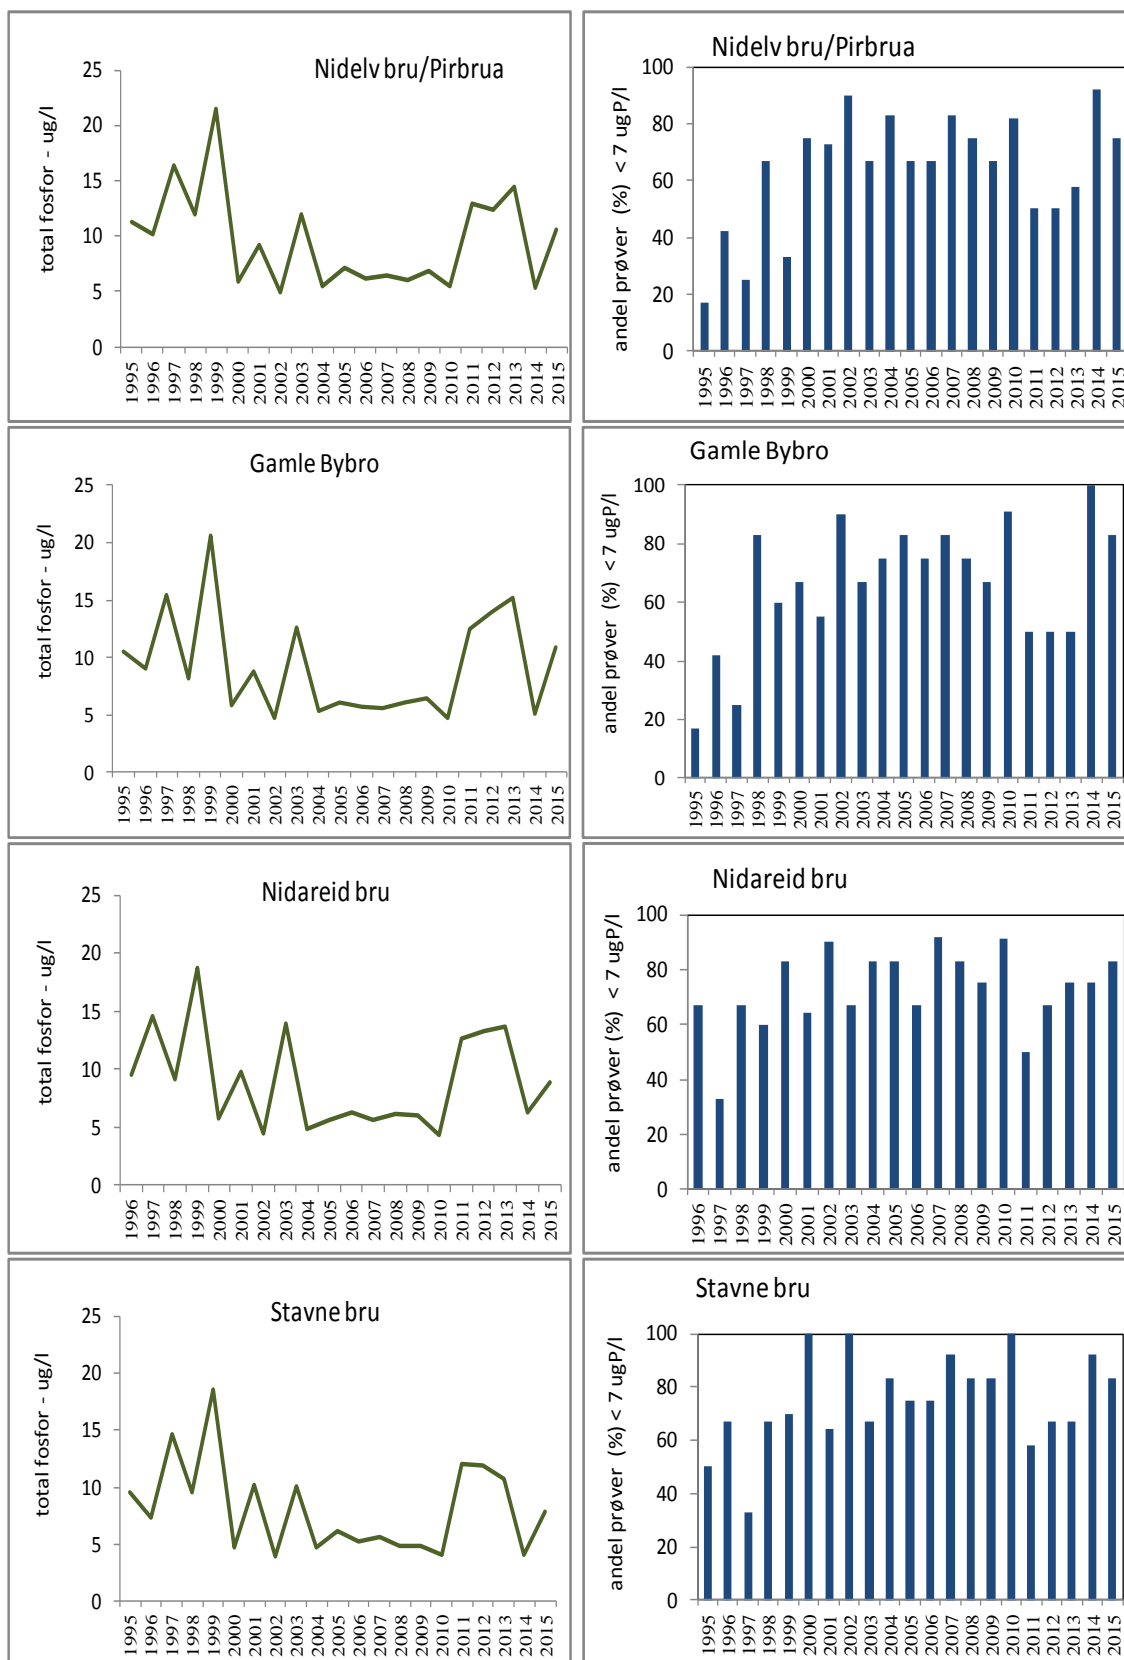 Nidelv bru/Pirbrua
total fosfor - ug/l
25
20
15
10
5
0
1995 1996 1997 1998 1999 2000 2001 2002 2003 2004 2005 2006 2007 2008 2009 2010 2011 2012 2013 2014 2015
Nidelv bru/Pirbrua
andel prøver (%) < 7 ugP/l
100
80
60
40
20
0
1995 1996 1997 1998 1999 2000 2001 2002 2003 2004 2005 2006 2007 2008 2009 2010 2011 2012 2013 2014 2015
Gamle Bybro
total fosfor - ug/l
25
20
15
10
5
0
1995 1996 1997 1998 1999 2000 2001 2002 2003 2004 2005 2006 2007 2008 2009 2010 2011 2012 2013 2014 2015
Gamle Bybro
andel prøver (%) < 7 ugP/l
100
80
60
40
20
0
1995 1996 1997 1998 1999 2000 2001 2002 2003 2004 2005 2006 2007 2008 2009 2010 2011 2012 2013 2014 2015
Nidareid bru
total fosfor - ug/l
25
20
15
10
5
0
1996 1997 1998 1999 2000 2001 2002 2003 2004 2005 2006 2007 2008 2009 2010 2011 2012 2013 2014 2015
Nidareid bru
andel prøver (%) < 7 ugP/l
100
80
60
40
20
0
1996 1997 1998 1999 2000 2001 2002 2003 2004 2005 2006 2007 2008 2009 2010 2011 2012 2013 2014 2015
Stavne bru
total fosfor - ug/l
25
20
15
10
5
0
1995 1996 1997 1998 1999 2000 2001 2002 2003 2004 2005 2006 2007 2008 2009 2010 2011 2012 2013 2014 2015
Stavne bru
andel prøver (%) < 7 ugP/l
100
80
60
40
20
0
1995 1996 1997 1998 1999 2000 2001 2002 2003 2004 2005 2006 2007 2008 2009 2010 2011 2012 2013 2014 2015